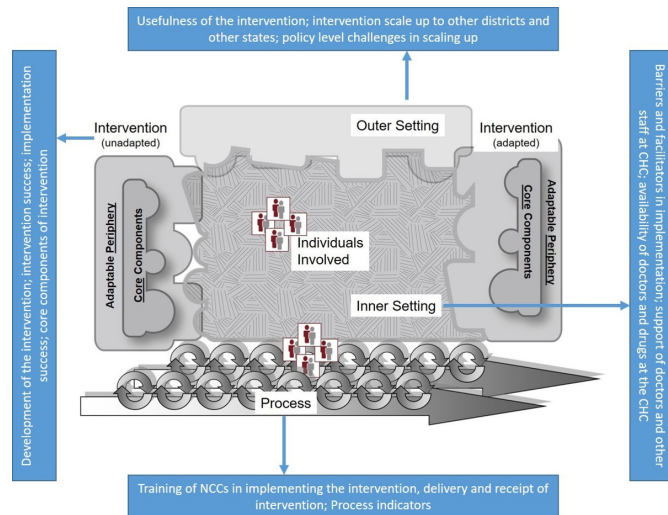 Usefulness of the intervention; intervention scale up to other districts and
other states; policy level challenges in scaling up
Development of the intervention; intervention success; implementation
success; core components of intervention
Intervention
(unadapted)
Adaptable Periphery
Core Components
Outer Setting
Individuals
Involved
Inner Setting
Intervention
(adapted)
Core Components
Adaptable Periphery
Barriers and facilitators in implementation; support of doctors and other
staff at CHC; availability of doctors and drugs at the CHC
Process
Training of NCCs in implementing the intervention, delivery and receipt of
intervention; Process indicators